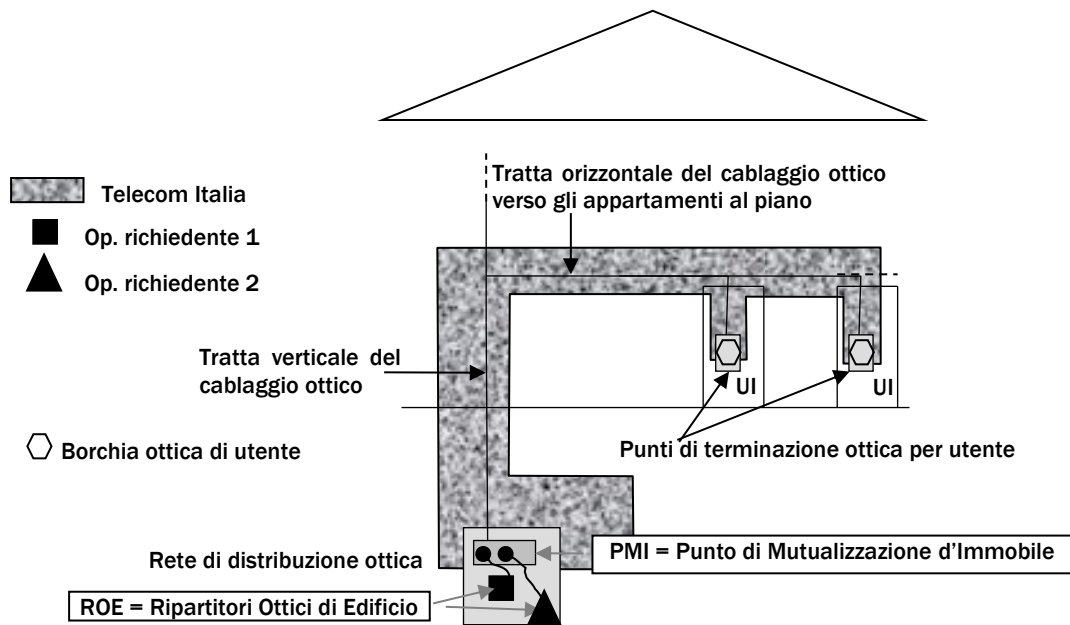 Tratta orizzontale del cablaggio ottico
verso gli appartamenti al piano
Telecom Italia
Op. richiedente 1
Op. richiedente 2
Tratta verticale del
cablaggio ottico
UI
UI
Borchia ottica di utente
Punti di terminazione ottica per utente
Rete di distribuzione ottica
PMI = Punto di Mutualizzazione d'Immobile
ROE = Ripartitori Ottici di Edificio